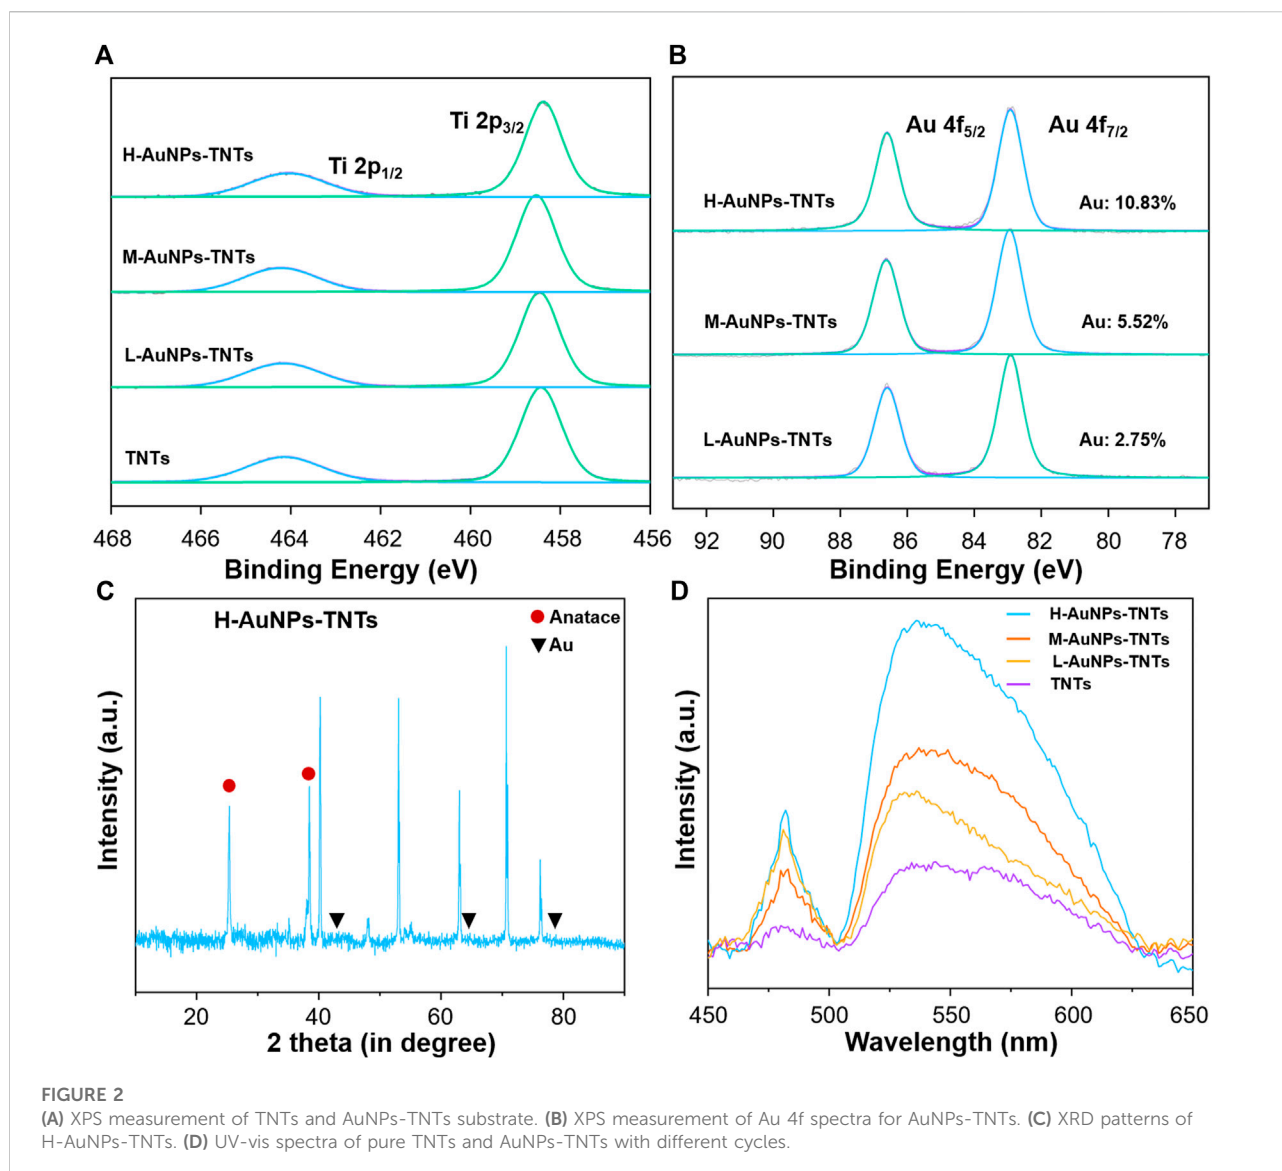 A
Ti 2p3/2
H-AuNPs-TNTs
Ti 2p1/2
M-AuNPs-TNTs
L-AuNPs-TNTs
TNTs
468 466 464 462 460 458 456
Binding Energy (eV)
B
Au 4f5/2 Au 4f7/2
H-AuNPs-TNTs Au: 10.83%
M-AuNPs-TNTs Au: 5.52%
L-AuNPs-TNTs Au: 2.75%
92 90 88 86 84 82 80 78
Binding Energy (eV)
C
H-AuNPs-TNTs
Anatace
Au
Intensity (a.u.)
20 40 60 80
2 theta (in degree)
D
H-AuNPs-TNTs
M-AuNPs-TNTs
L-AuNPs-TNTs
TNTs
Intensity (a.u.)
450 500 550 600 650
Wavelength (nm)
FIGURE 2
(A) XPS measurement of TNTs and AuNPs-TNTs substrate. (B) XPS measurement of Au 4f spectra for AuNPs-TNTs. (C) XRD patterns of
H-AuNPs-TNTs. (D) UV-vis spectra of pure TNTs and AuNPs-TNTs with different cycles.